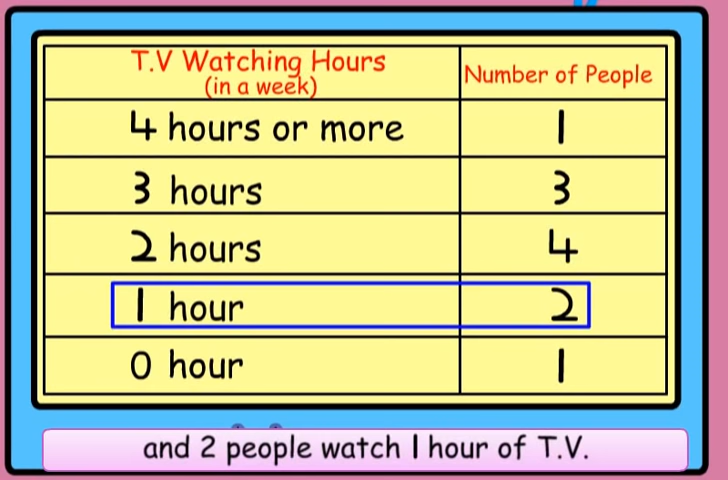 T.V Watching Hours
(in a week)
Number of People
4 hours or more 1
3 hours 3
2 hours 4
1 hour 2
0 hour 1
and 2 people watch 1 hour of T.V.